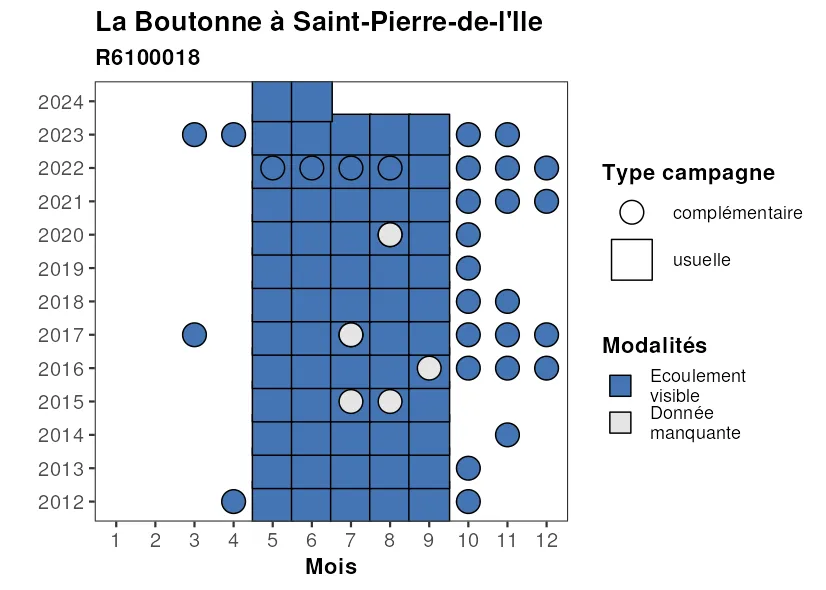 La Boutonne à Saint-Pierre-de-l'Ile
R6100018
2024
2023
2022
2021
2020
2019
2018
2017
2016
2015
2014
2013
2012
1 2 3 4 5 6 7 8 9 10 11 12
Mois
Type campagne
complémentaire
usuelle
Modalités
Ecoulement
visible
Donnée
manquante